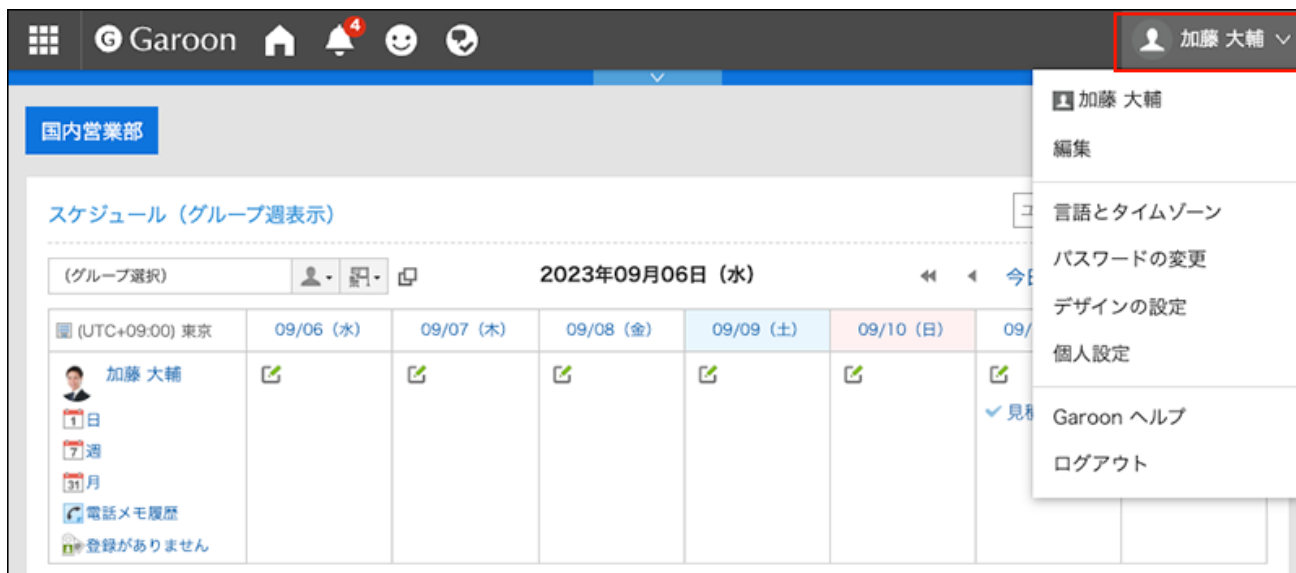 G Garoon 4 加藤 大輔
加藤 大輔
編集
言語とタイムゾーン
パスワードの変更
デザインの設定
個人設定
Garoon ヘルプ
ログアウト
国内営業部
スケジュール（グループ週表示）
(グループ選択) 2023年09月06日（水）
(UTC+09:00) 東京 09/06（水） 09/07（木） 09/08（金） 09/09（土） 09/10（日） 09/
加藤 大輔
1 日
7 週
31 月
電話メモ履歴
登録がありません